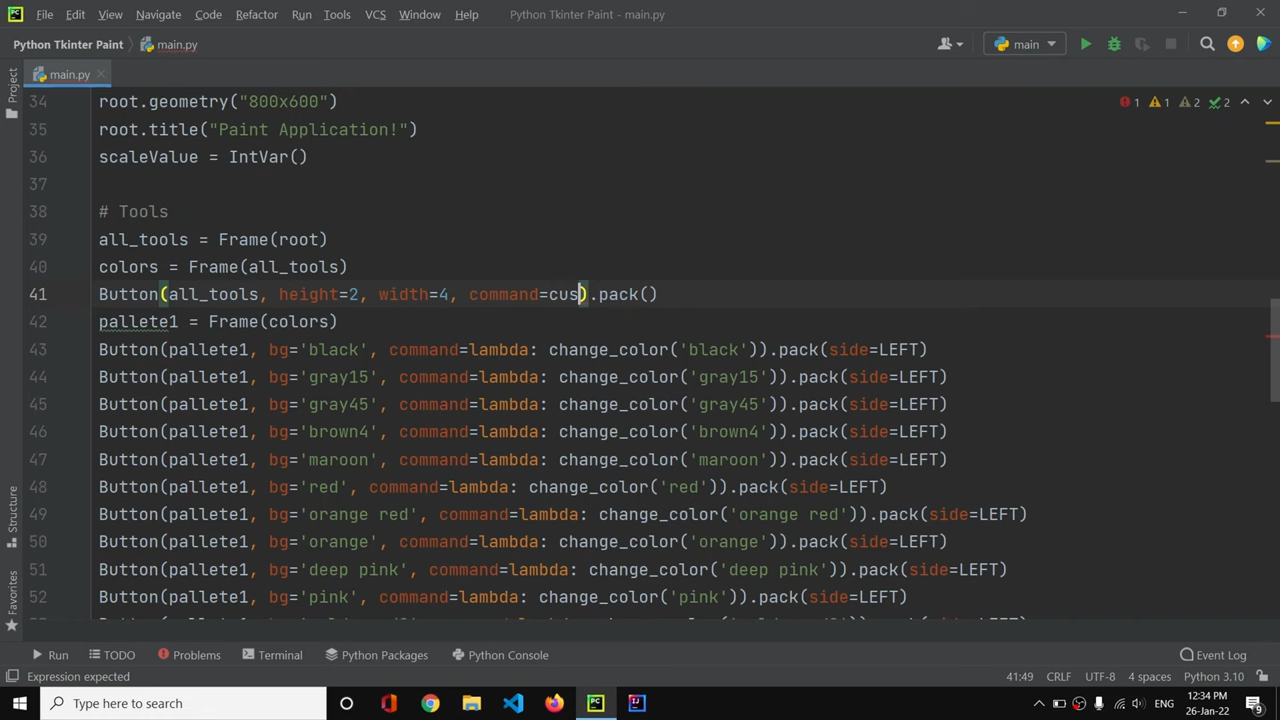 File Edit View Navigate Code Refactor Run Tools VCS Window Help Python Tkinter Paint - main.py
Python Tkinter Paint main.py main
Project
main.py
34 root.geometry("800x600") 1 1 2 2
35 root.title("Paint Application!")
36 scaleValue = IntVar()
37
38 # Tools
39 all_tools = Frame(root)
40 colors = Frame(all_tools)
41 Button(all_tools, height=2, width=4, command=cus).pack()
42 pallete1 = Frame(colors)
43 Button(pallete1, bg='black', command=lambda: change_color('black')).pack(side=LEFT)
44 Button(pallete1, bg='gray15', command=lambda: change_color('gray15')).pack(side=LEFT)
45 Button(pallete1, bg='gray45', command=lambda: change_color('gray45')).pack(side=LEFT)
46 Button(pallete1, bg='brown4', command=lambda: change_color('brown4')).pack(side=LEFT)
47 Button(pallete1, bg='maroon', command=lambda: change_color('maroon')).pack(side=LEFT)
48 Button(pallete1, bg='red', command=lambda: change_color('red')).pack(side=LEFT)
49 Button(pallete1, bg='orange red', command=lambda: change_color('orange red')).pack(side=LEFT)
50 Button(pallete1, bg='orange', command=lambda: change_color('orange')).pack(side=LEFT)
51 Button(pallete1, bg='deep pink', command=lambda: change_color('deep pink')).pack(side=LEFT)
52 Button(pallete1, bg='pink', command=lambda: change_color('pink')).pack(side=LEFT)
Structure
Favorites
Run TODO Problems Terminal Python Packages Python Console Event Log
Expression expected 41:49 CRLF UTF-8 4 spaces Python 3.10
Type here to search ENG 12:34 PM
26-Jan-22 9